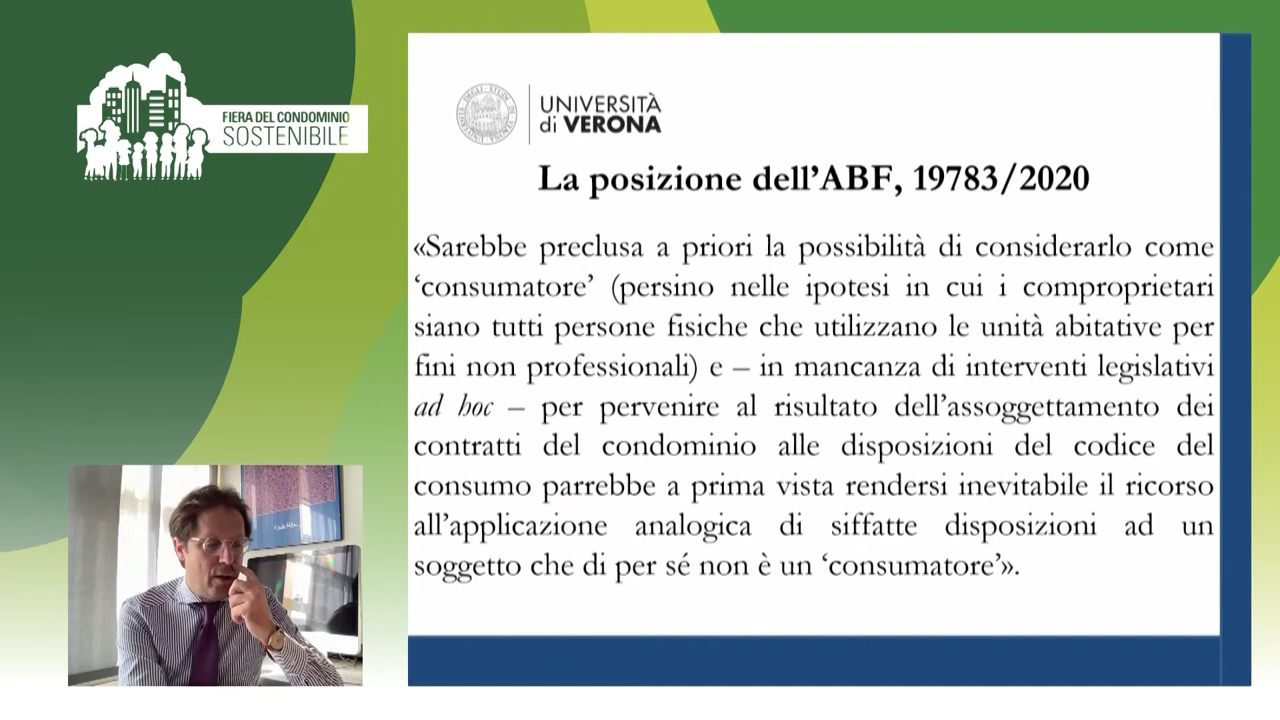 FIERA DEL CONDOMINIO
SOSTENIBILE
UNIVERSITÀ
di VERONA
La posizione dell’ABF, 19783/2020
«Sarebbe preclusa a priori la possibilità di considerarlo come
‘consumatore’ (persino nelle ipotesi in cui i comproprietari
siano tutti persone fisiche che utilizzano le unità abitative per
fini non professionali) e – in mancanza di interventi legislativi
ad hoc – per pervenire al risultato dell’assoggettamento dei
contratti del condominio alle disposizioni del codice del
consumo parrebbe a prima vista rendersi inevitabile il ricorso
all’applicazione analogica di siffatte disposizioni ad un
soggetto che di per sé non è un ‘consumatore’».